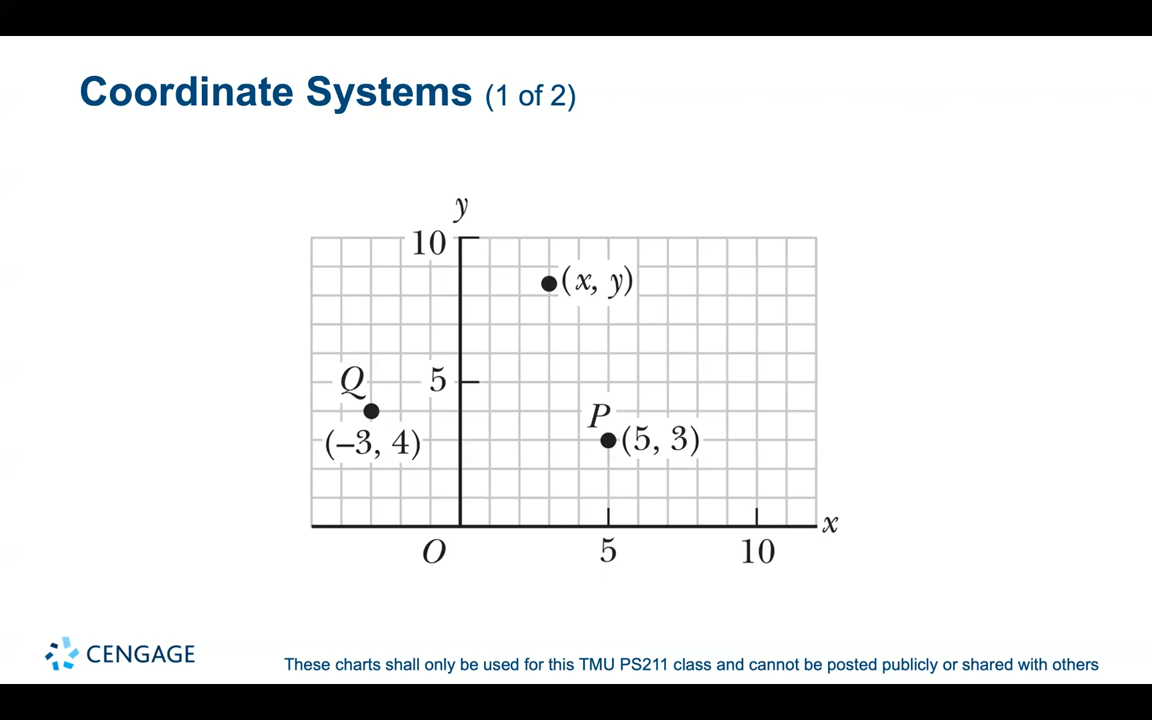 Coordinate Systems (1 of 2)
y
10
(x, y)
Q
5
P
(–3, 4)
(5, 3)
x
O
5
10
CENGAGE
These charts shall only be used for this TMU PS211 class and cannot be posted publicly or shared with others